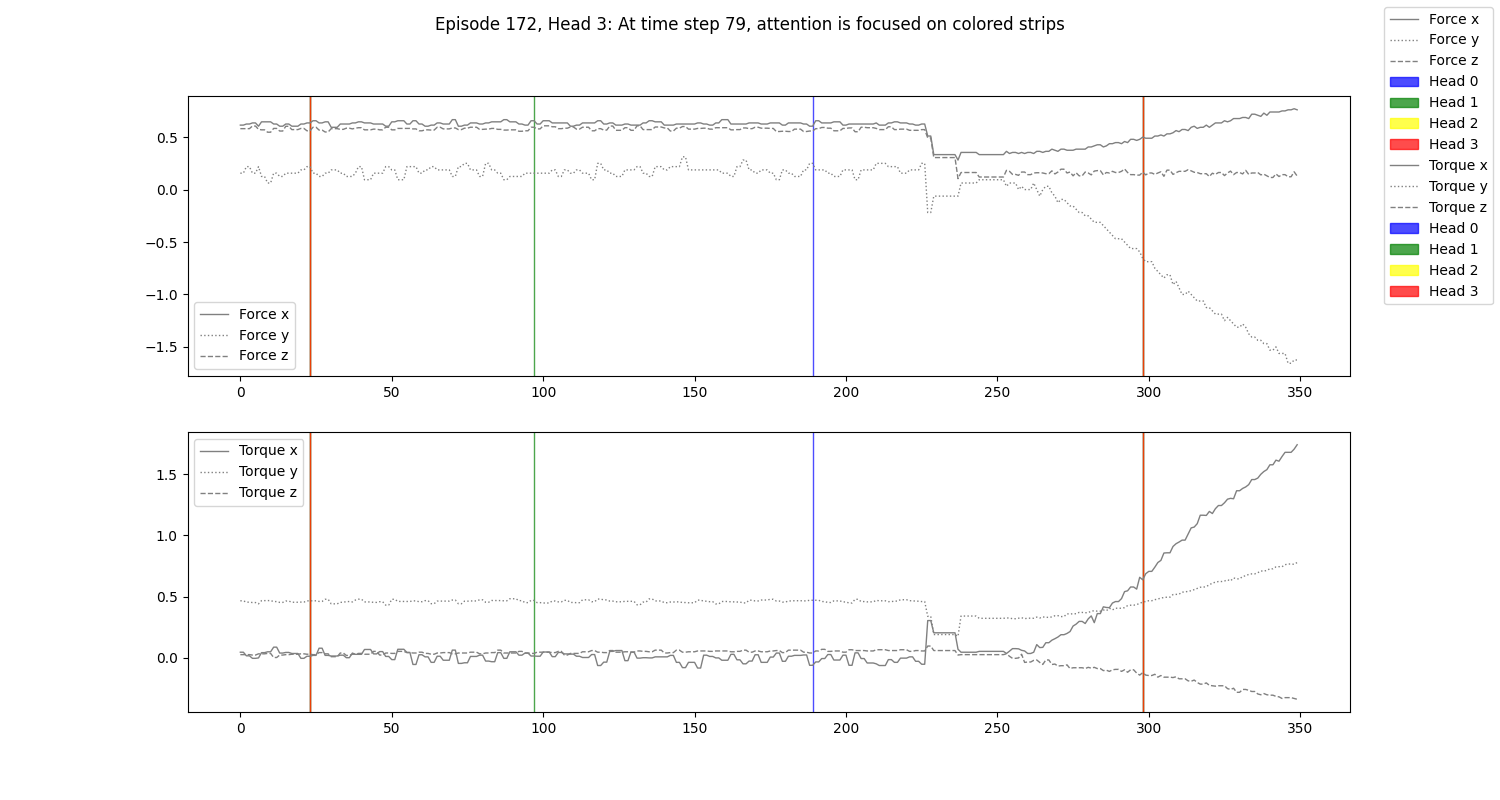 Episode 172, Head 3: At time step 79, attention is focused on colored strips
Force x
Force y
Force z
Head 0
Head 1
Head 2
Head 3
Torque x
Torque y
Torque z
Head 0
Head 1
Head 2
Head 3
0.5
0.0
−0.5
−1.0
−1.5
Force x
Force y
Force z
0 50 100 150 200 250 300 350
Torque x
Torque y
Torque z
1.5
1.0
0.5
0.0
0 50 100 150 200 250 300 350